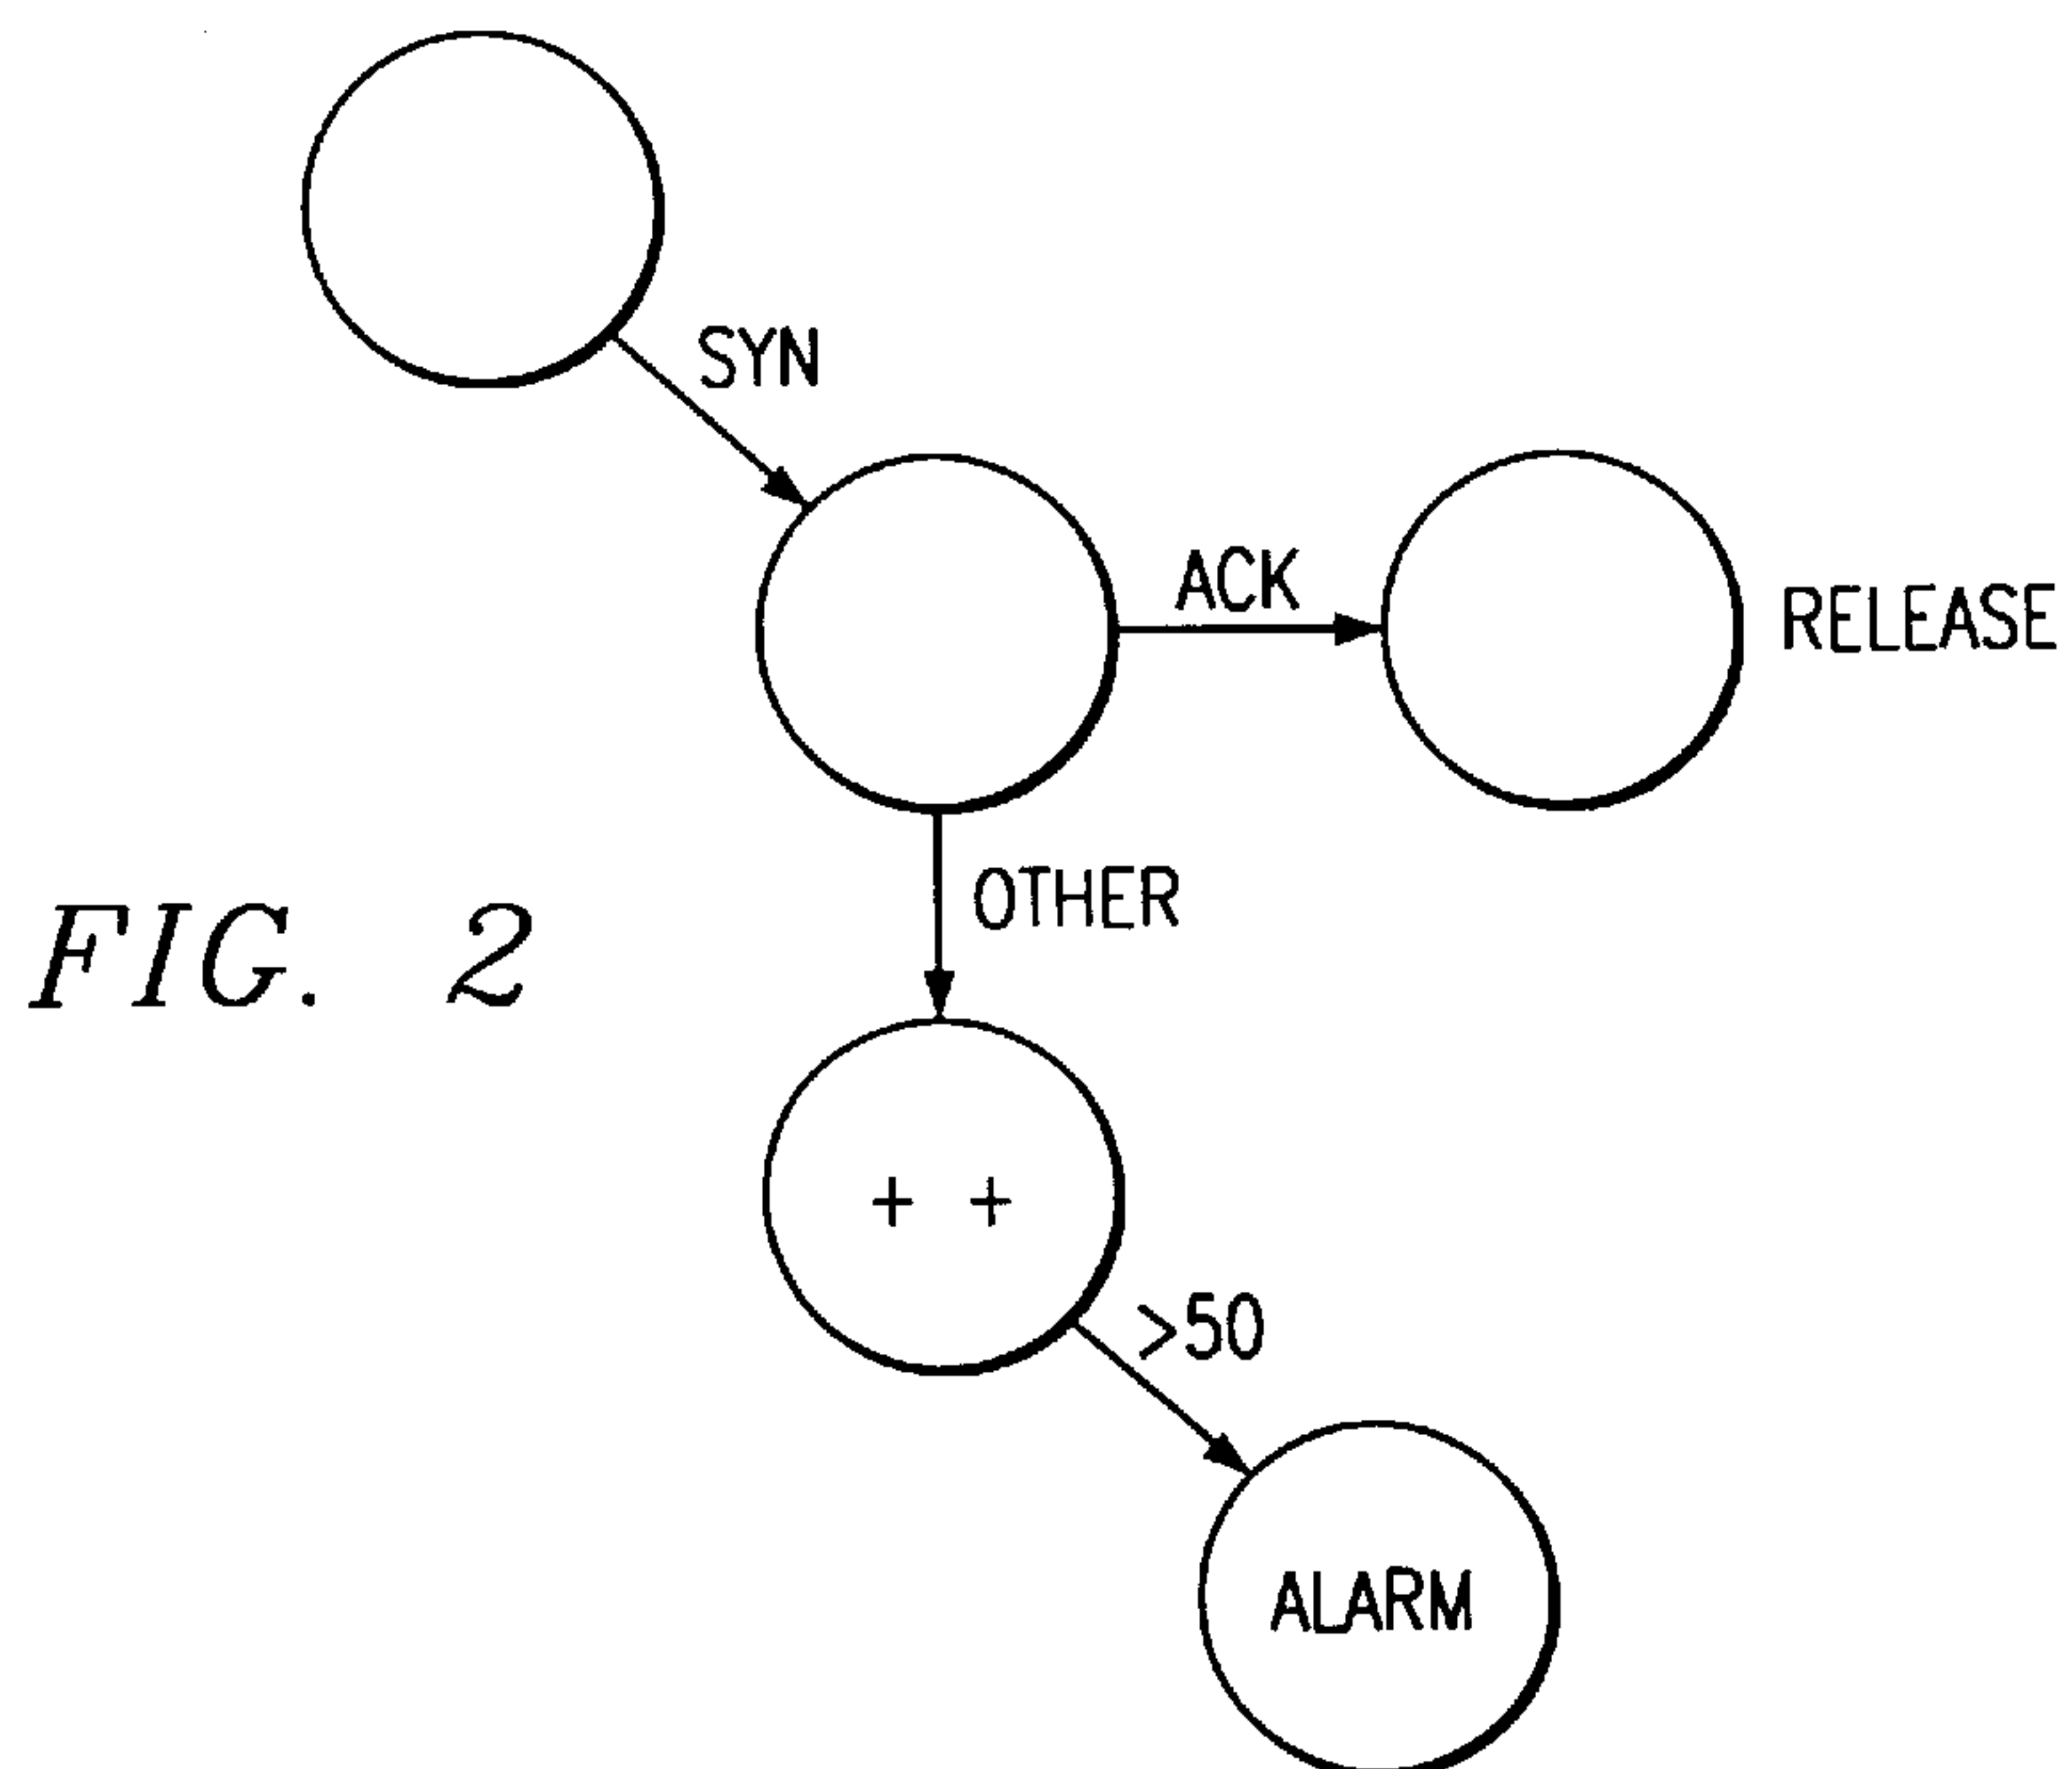 SYN
ACK
RELEASE
OTHER
FIG. 2
+ +
>50
ALARM